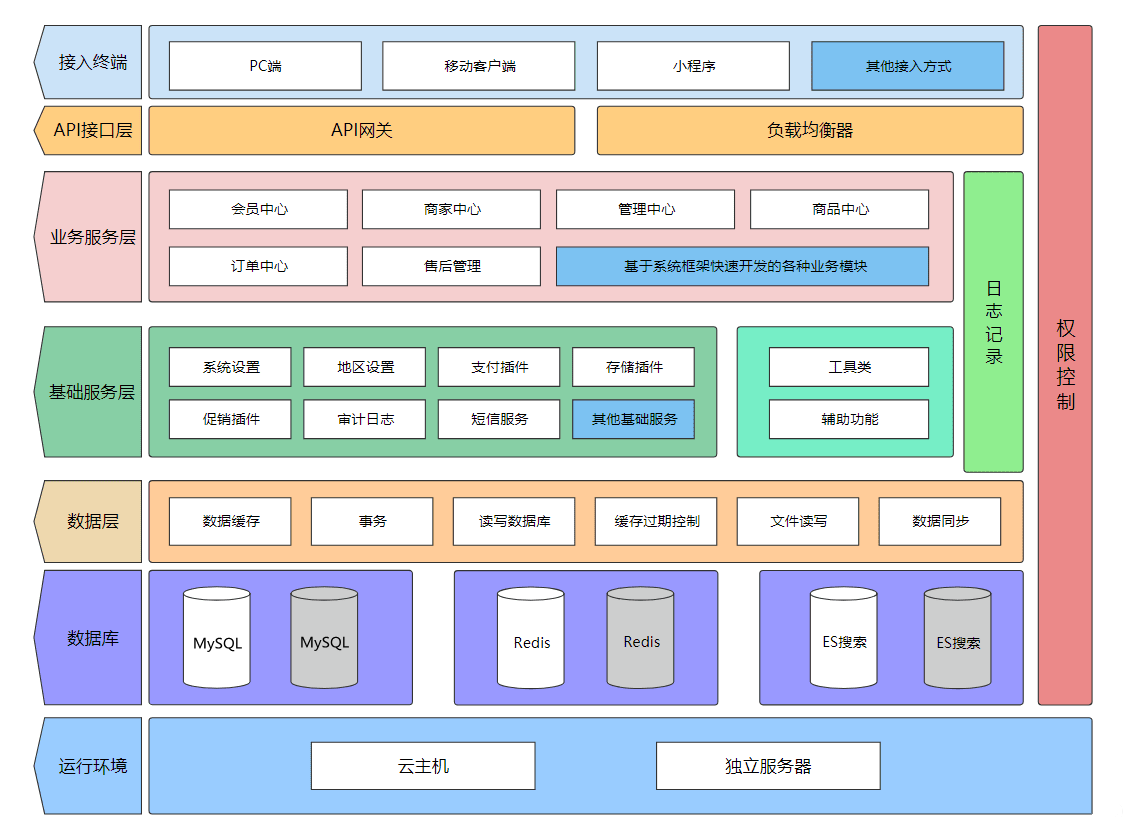 接入终端
PC端
移动客户端
小程序
其他接入方式
API接口层
API网关
负载均衡器
业务服务层
会员中心
商家中心
管理中心
商品中心
订单中心
售后管理
基于系统框架快速开发的各种业务模块
日
志
记
录
权
限
控
制
基础服务层
系统设置
地区设置
支付插件
存储插件
促销插件
审计日志
短信服务
其他基础服务
工具类
辅助功能
数据层
数据缓存
事务
读写数据库
缓存过期控制
文件读写
数据同步
数据库
MySQL
MySQL
Redis
Redis
ES搜索
ES搜索
运行环境
云主机
独立服务器